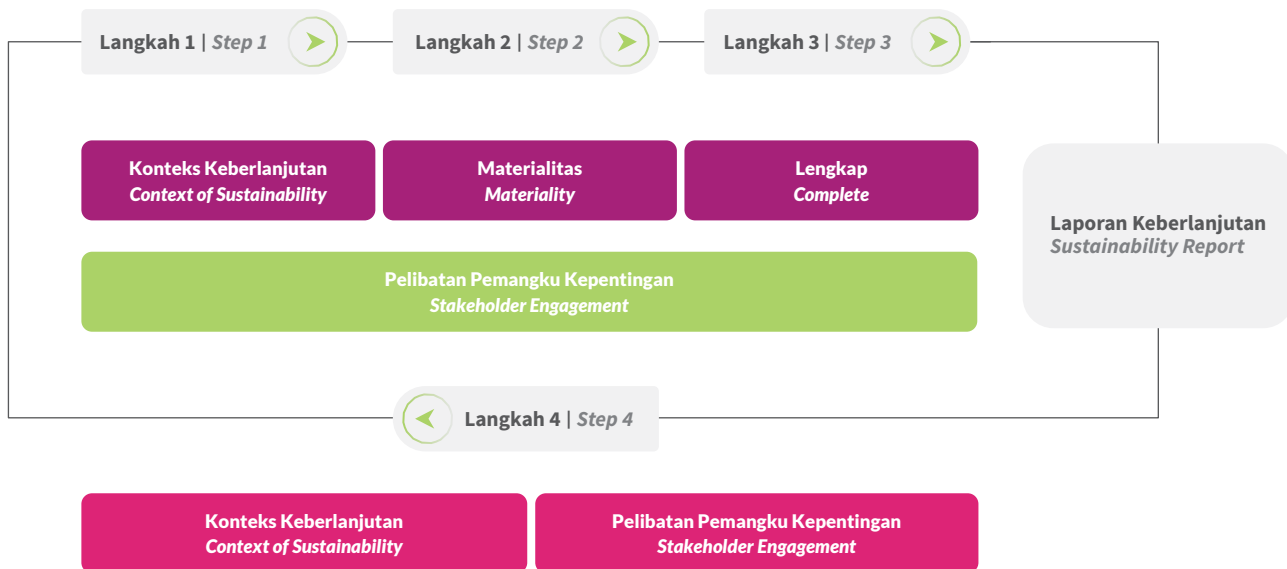 Langkah 1 | Step 1
Langkah 2 | Step 2
Langkah 3 | Step 3
Konteks Keberlanjutan
Context of Sustainability
Materialitas
Materiality
Lengkap
Complete
Laporan Keberlanjutan
Sustainability Report
Pelibatan Pemangku Kepentingan
Stakeholder Engagement
Langkah 4 | Step 4
Konteks Keberlanjutan
Context of Sustainability
Pelibatan Pemangku Kepentingan
Stakeholder Engagement